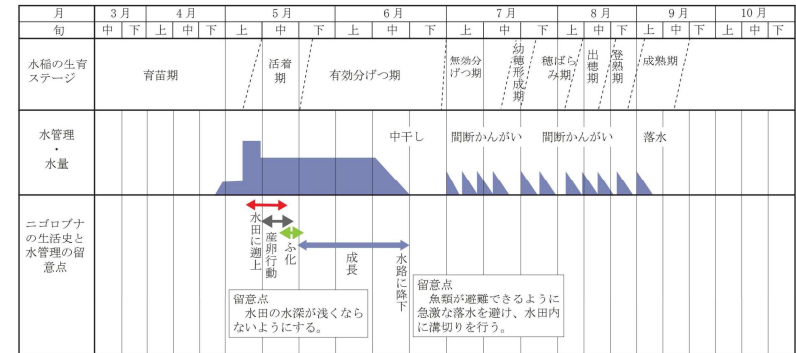 月 3月 4月 5月 6月 7月 8月 9月 10月
旬 中 下 上 中 下 上 中 下 上 中 下 上 中 下 上 中 下 上 中 下 上 中 下
水稲の生育
ステージ
育苗期
活着
期
有効分げつ期
無効分
げつ期
幼穂形成期
穂ばら
み期
出穂期
登熟期
成熟期
水管理
・
水量
中干し 間断かんがい 間断かんがい 落水
ニゴロブナ
の生活史と
水管理の留
意点
水田に遡上
産卵行動
ふ化
成長
水路に降下
留意点
水田の水深が浅くなら
ないようにする。
留意点
魚類が避難できるように
急激な落水を避け、水田内
に溝切りを行う。